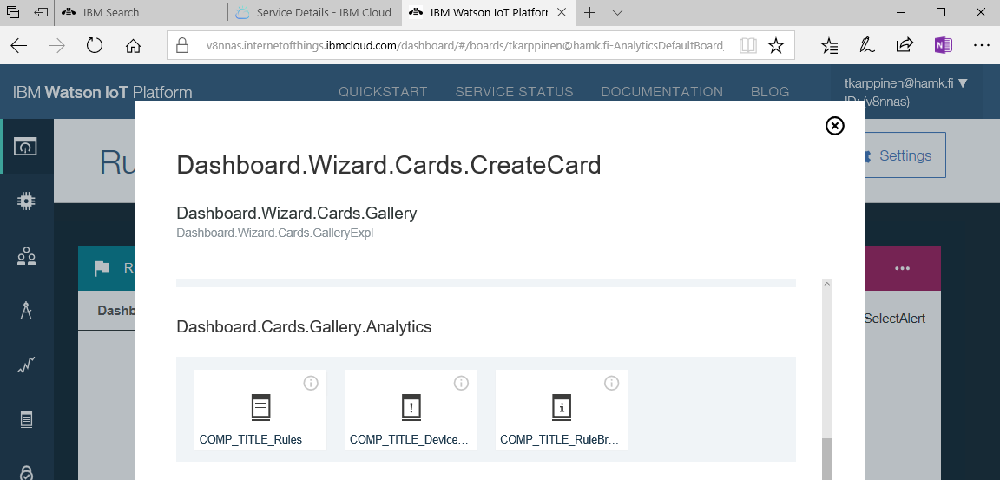 IBM Search
Service Details - IBM Cloud
IBM Watson IoT Platforr
v8nnas.internetofthings.ibmcloud.com/dashboard/#/boards/tkarppinen@hamk.fi-AnalyticsDefaultBoard
IBM Watson IoT Platform
QUICKSTART
SERVICE STATUS
DOCUMENTATION
BLOG
tkarppinen@hamk.fi
ID: (v8nnas)
Ru
Settings
Dashboard.Wizard.Cards.CreateCard
Dashboard.Wizard.Cards.Gallery
Dashboard.Wizard.Cards.GalleryExpl
Ru
Dashb
SelectAlert
Dashboard.Cards.Gallery.Analytics
COMP_TITLE_Rules
COMP_TITLE_Device...
COMP_TITLE_RuleBr...